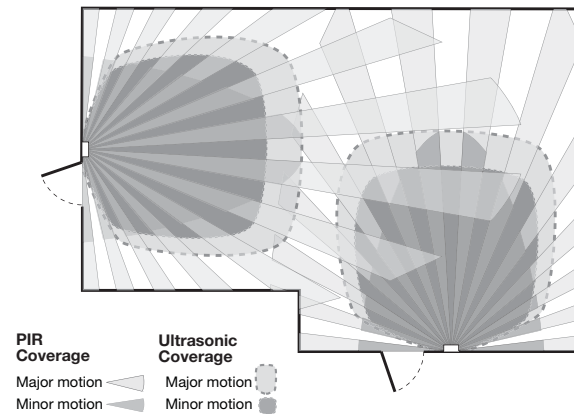 PIR
Coverage
Major motion
Minor motion
Ultrasonic
Coverage
Major motion
Minor motion